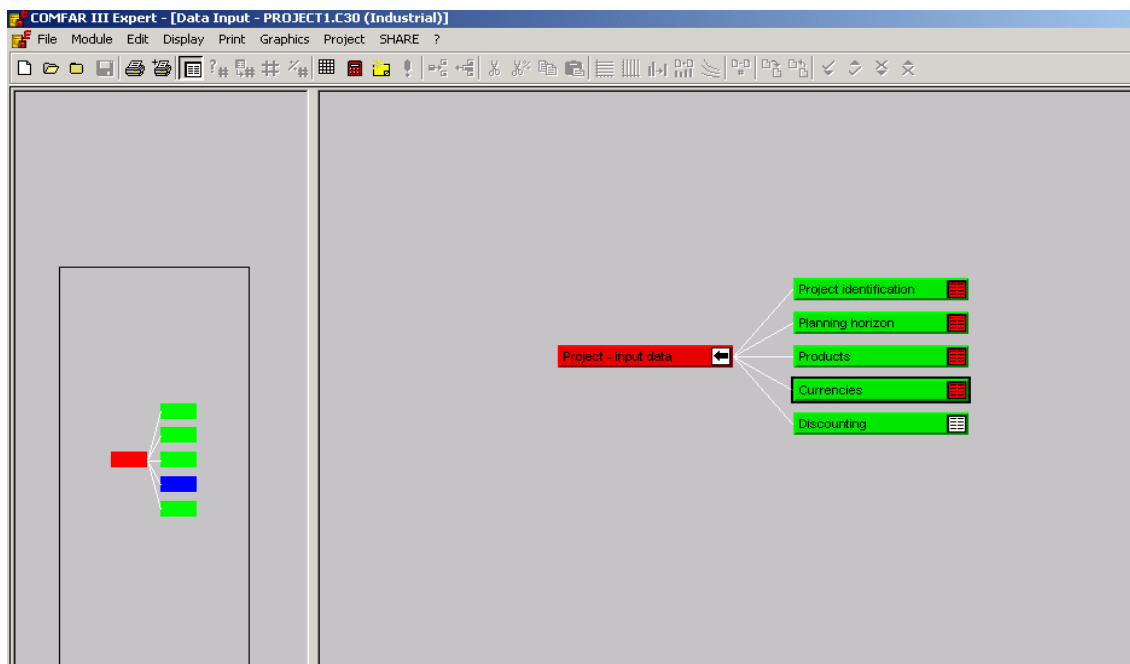 COMFAR III Expert - [Data Input - PROJECT1.C30 (Industrial)]
File Module Edit Display Print Graphics Project SHARE ?
Project identification
Planning horizon
Project - input data
Products
Currencies
Discounting